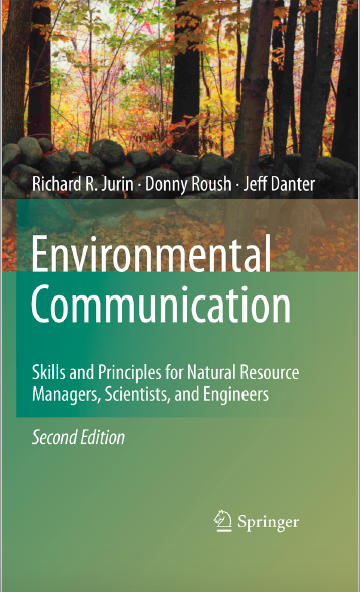 Richard R. Jurin · Donny Roush · Jeff Danter
Environmental
Communication
Skills and Principles for Natural Resource
Managers, Scientists, and Engineers
Second Edition
Springer